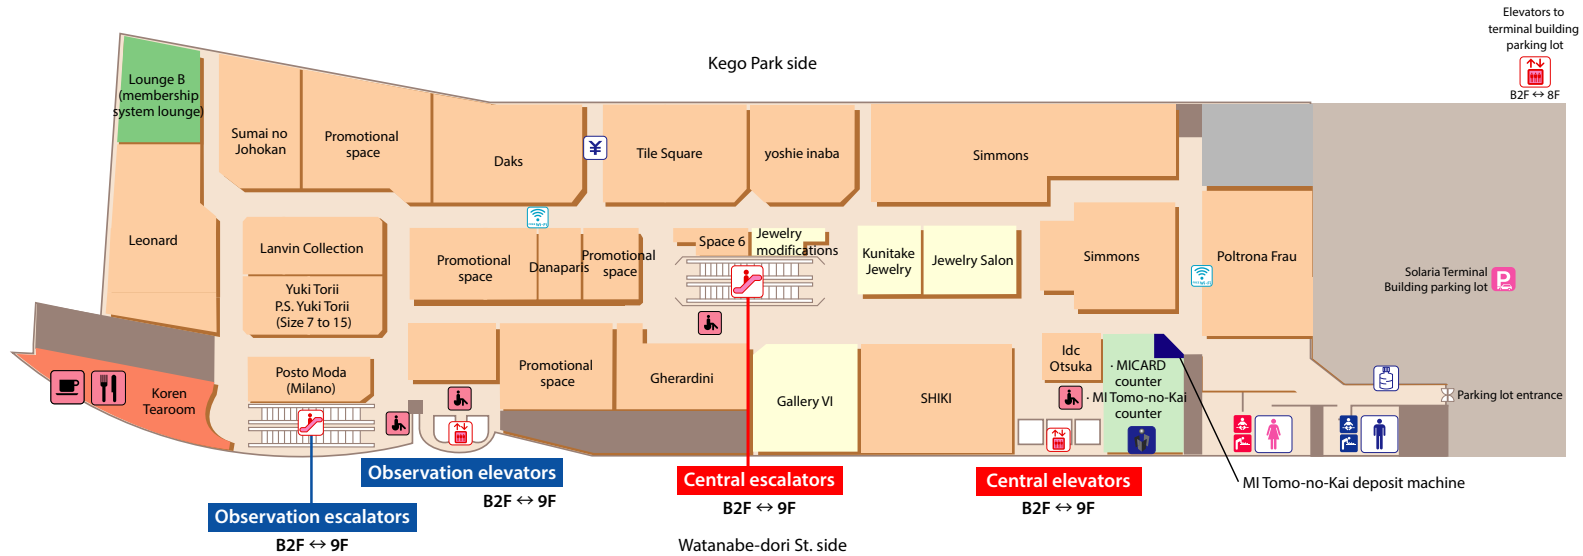 Elevators to
terminal building
parking lot
B2F ↔ 8F
Kego Park side
Lounge B
(membership
system lounge)
Sumai no
Johokan
Promotional
space
Daks
¥
Tile Square
yoshie inaba
Simmons
Leonard
Lanvin Collection
Yuki Torii
P.S. Yuki Torii
(Size 7 to 15)
Promotional
space
Danaparis
Promotional
space
Space 6
Jewelry
modifications
Kunitake
Jewelry
Jewelry Salon
Simmons
Poltrona Frau
Solaria Terminal
Building parking lot
P
Posto Moda
(Milano)
Koren
Tearoom
Promotional
space
Gherardini
Gallery VI
SHIKI
Idc
Otsuka
· MICARD
counter
· MI Tomo-no-Kai
counter
Parking lot entrance
Observation elevators
B2F ↔ 9F
Central escalators
B2F ↔ 9F
Central elevators
B2F ↔ 9F
MI Tomo-no-Kai deposit machine
Observation escalators
B2F ↔ 9F
Watanabe-dori St. side